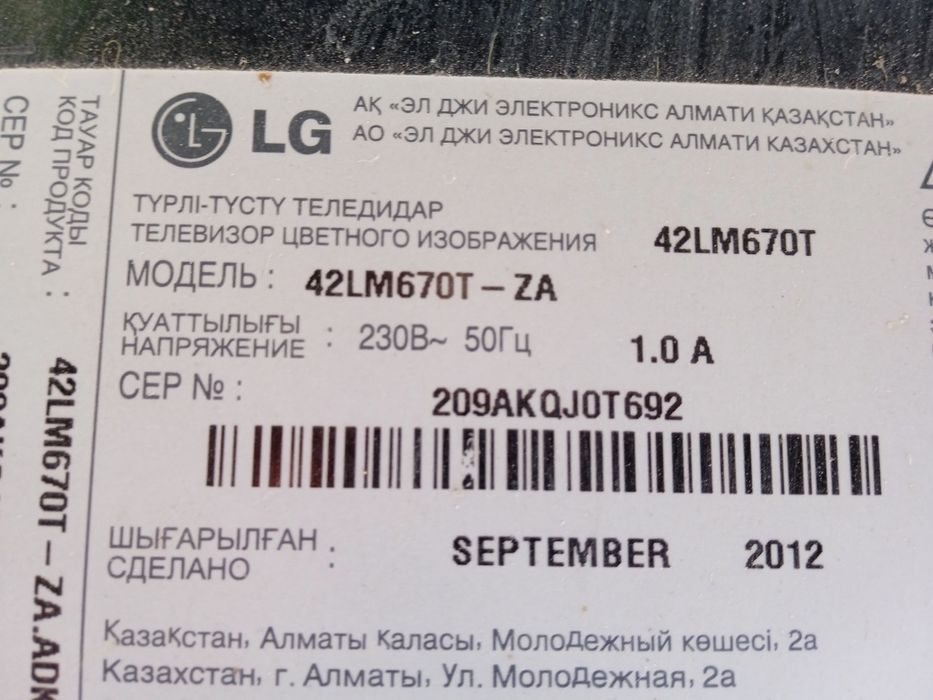 LG
АҚ «ЭЛ ДЖИ ЭЛЕКТРОНИКС АЛМАТИ ҚАЗАҚСТАН»
АО «ЭЛ ДЖИ ЭЛЕКТРОНИКС АЛМАТИ КАЗАХСТАН»
ТҮРЛІ-ТҮСТҮ ТЕЛЕДИДАР
ТЕЛЕВИЗОР ЦВЕТНОГО ИЗОБРАЖЕНИЯ 42LM670T
МОДЕЛЬ : 42LM670T-ZA
ҚУАТТЫЛЫҒЫ
НАПРЯЖЕНИЕ : 230В~ 50Гц 1.0 A
СЕР № : 209AKQJ0T692
ШЫҒАРЫЛҒАН
СДЕЛАНО : SEPTEMBER 2012
Қазақстан, Алматы Қаласы, Молодежный көшесі, 2а
Казахстан, г. Алматы, Ул. Молодежная, 2а
ТАУАР КОДЫ
КОД ПРОДУКТА : 42LM670T-ZA.ADK
СЕР № :